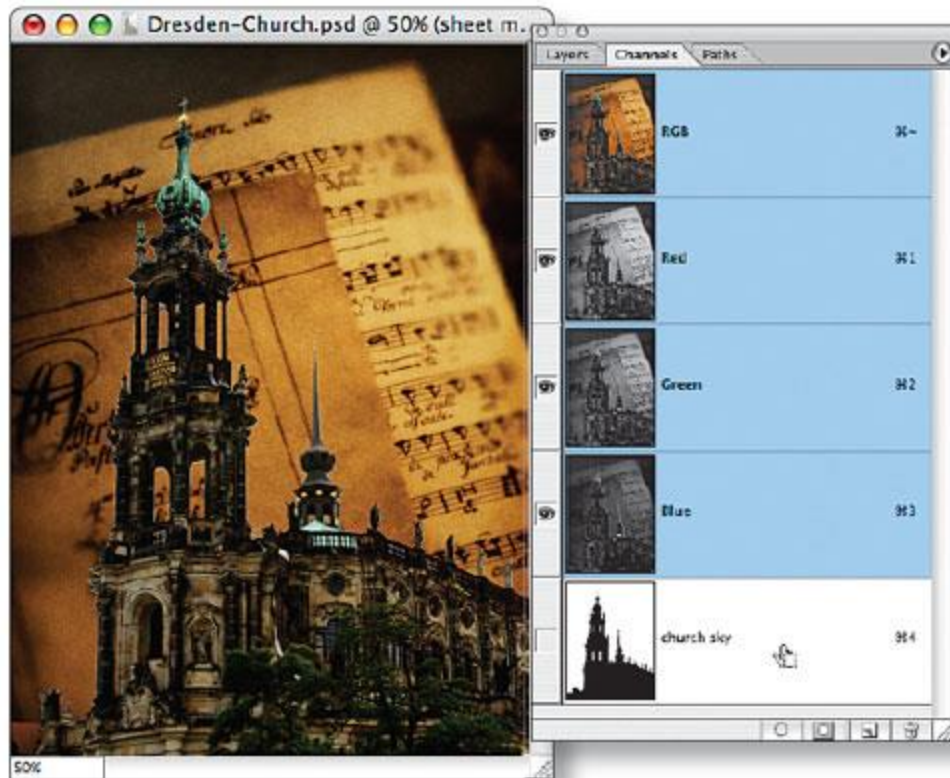 Dresden-Church.psd @ 50% (sheet m.
Layers Channels Paths
RGB ⌘~
Red ⌘1
Green ⌘2
Blue ⌘3
church sky ⌘4
50%